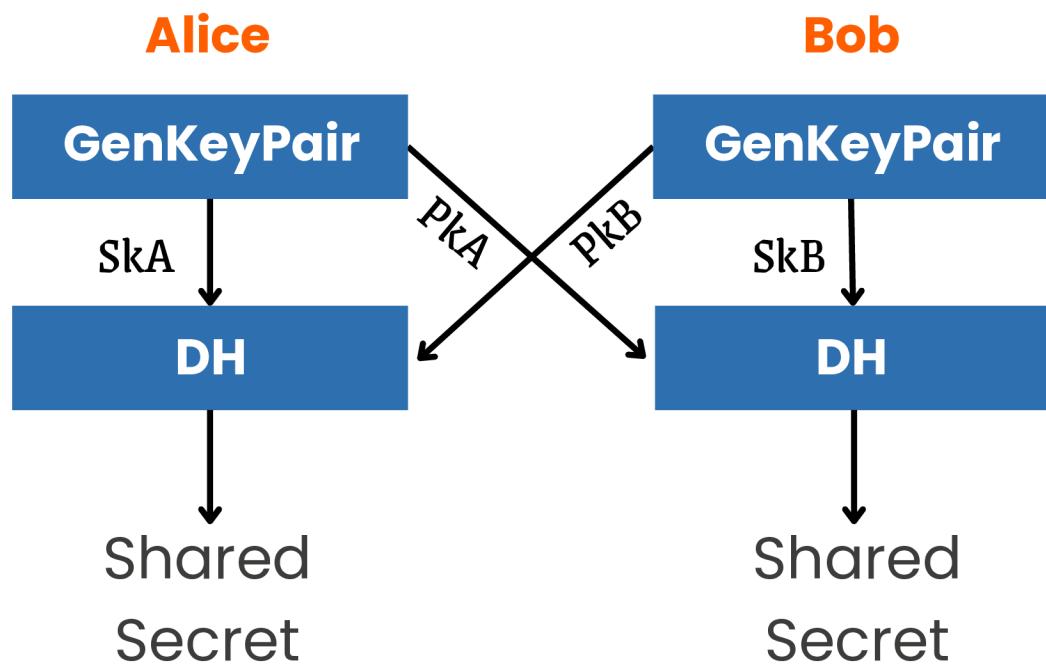 Alice
Bob
GenKeyPair
GenKeyPair
PkA
PkB
SkA
SkB
DH
DH
Shared
Secret
Shared
Secret